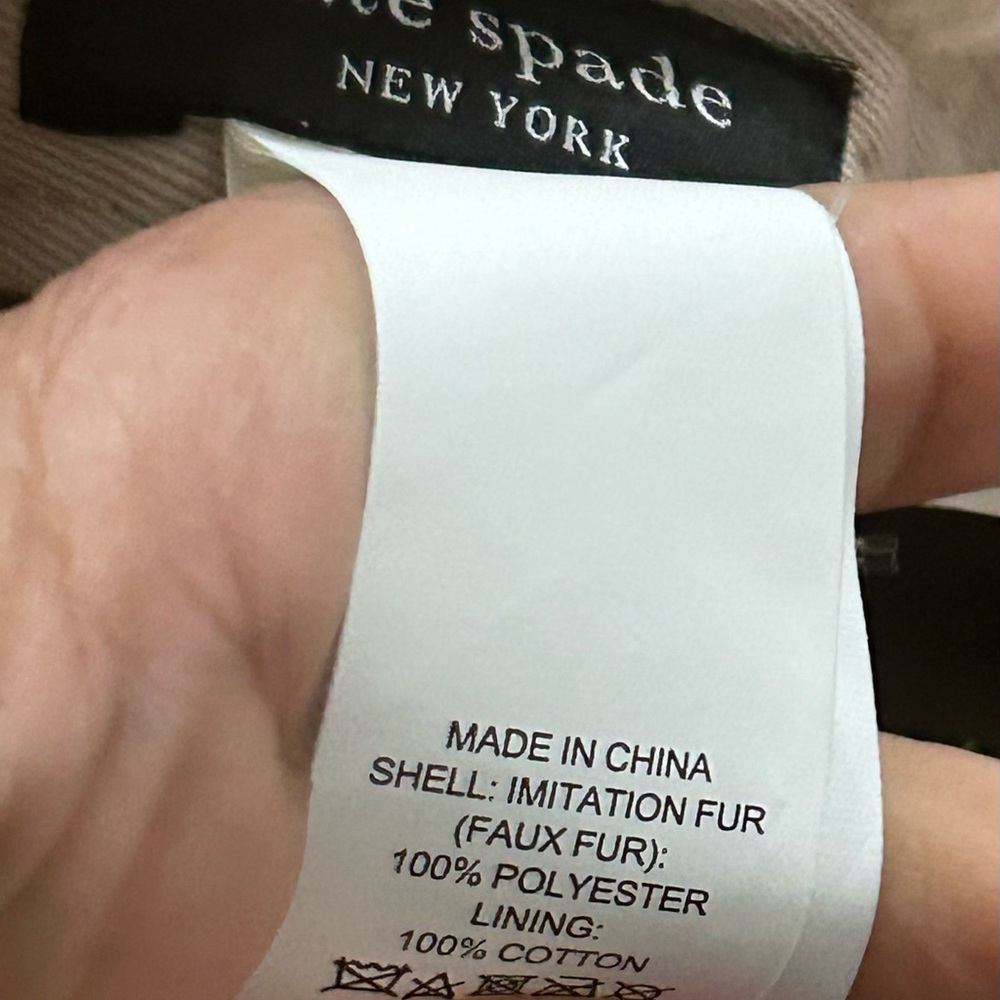 spade
NEW YORK
MADE IN CHINA
SHELL: IMITATION FUR
(FAUX FUR):
100% POLYESTER
LINING:
100% COTTON